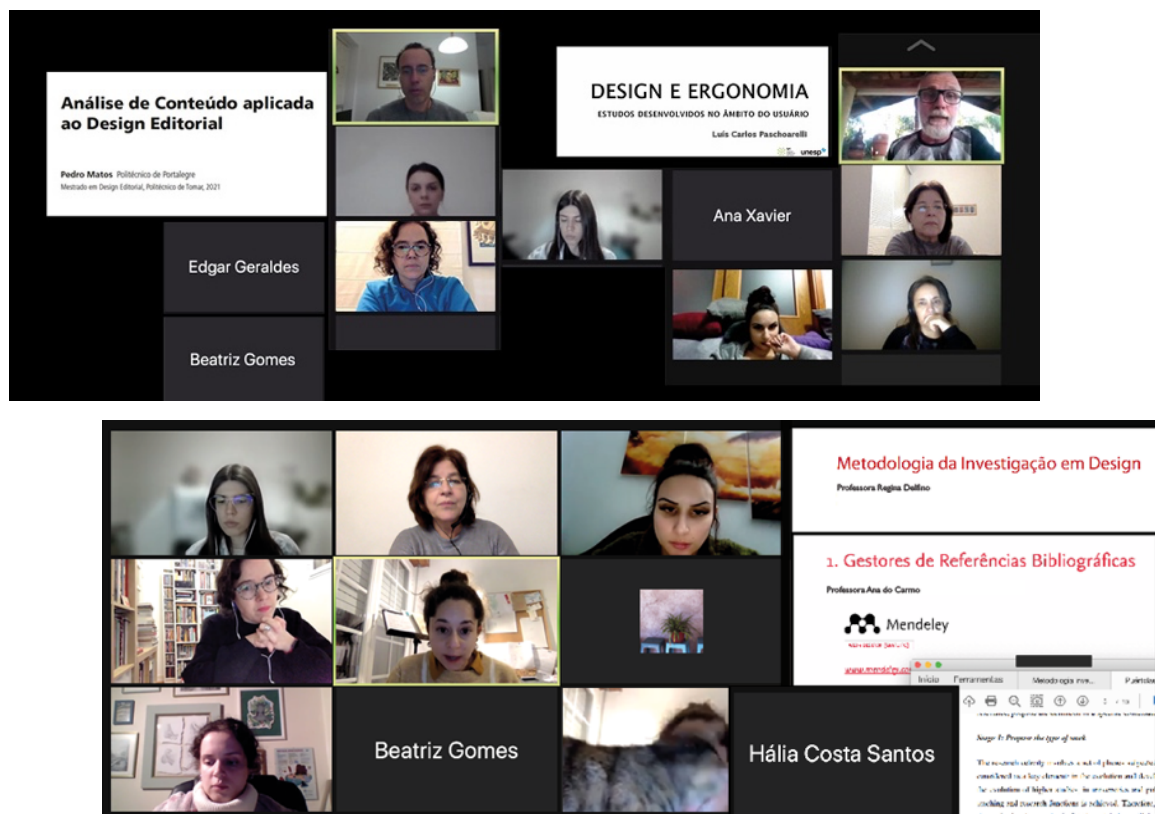 Análise de Conteúdo aplicada
ao Design Editorial
Pedro Matos Politécnico de Portalegre
Mestrado em Design Editorial, Politécnico de Tomar, 2021
Edgar Geraldes
Beatriz Gomes
DESIGN E ERGONOMIA
ESTUDOS DESENVOLVIDOS NO ÂMBITO DO USUÁRIO
Luis Carlos Paschoarelli
unesp
Ana Xavier
Metodologia da Investigação em Design
Professora Regina Delfino
1. Gestores de Referências Bibliográficas
Professora Ana do Carmo
Mendeley
Início Ferramentas
Stage 1: Prepare the type of work
Beatriz Gomes
Hália Costa Santos